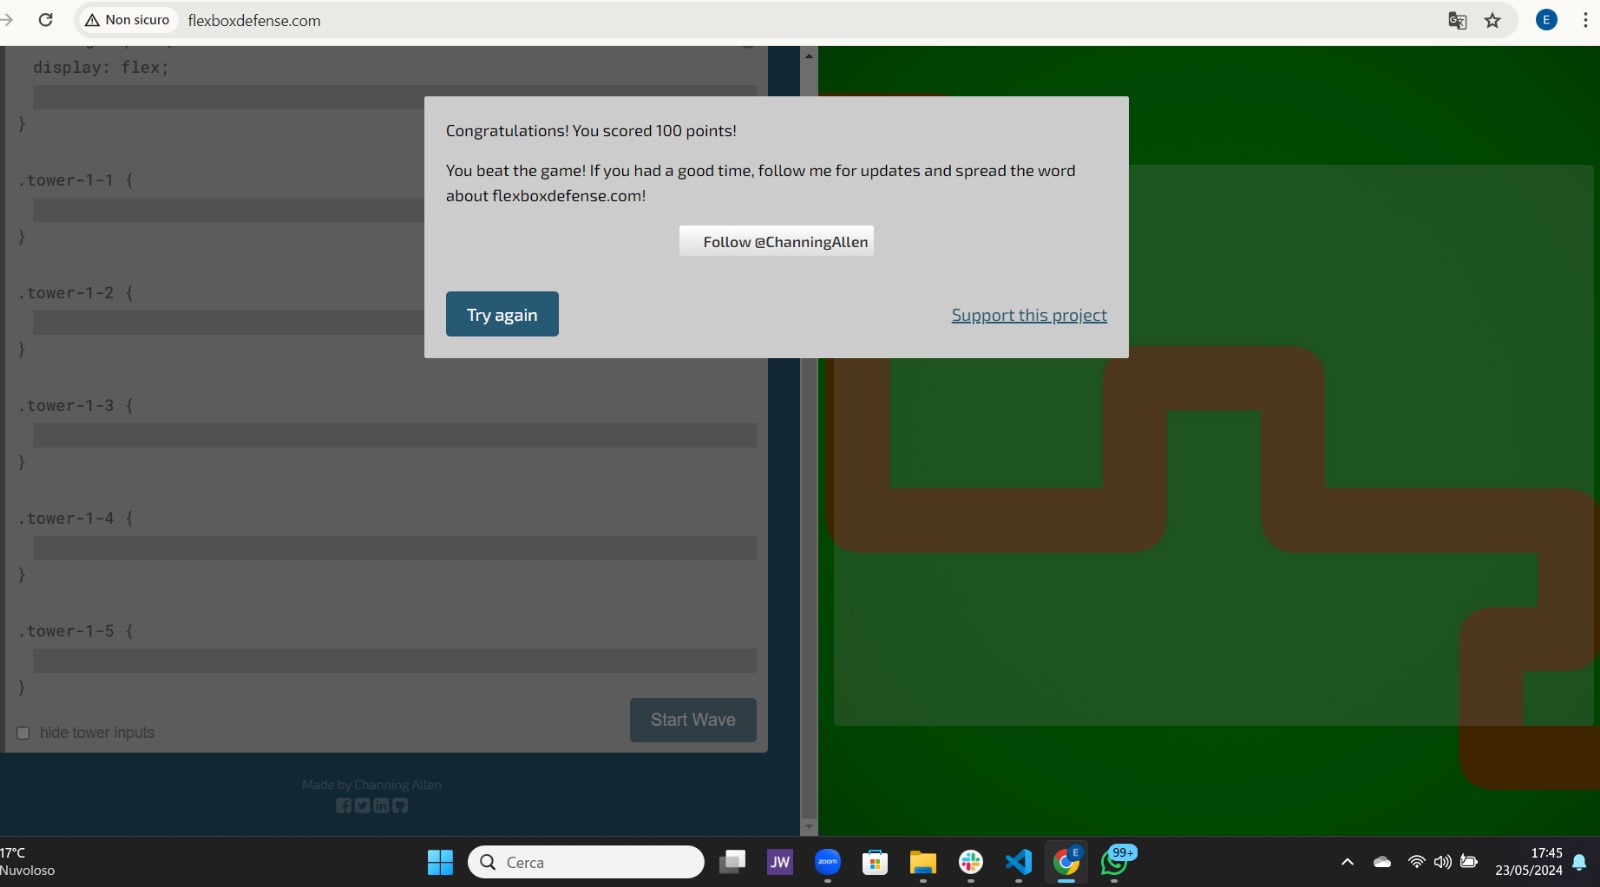 Non sicuro
flexboxdefense.com
E
display: flex;
}
.tower-1-1 {
}
.tower-1-2 {
}
.tower-1-3 {
}
.tower-1-4 {
}
.tower-1-5 {
}
hide tower inputs
Start Wave
Made by Channing Allen
Congratulations! You scored 100 points!
You beat the game! If you had a good time, follow me for updates and spread the word
about flexboxdefense.com!
Follow @ChanningAllen
Try again
Support this project
17°C
Nuvoloso
Cerca
JW
zoom
E
99+
17:45
23/05/2024